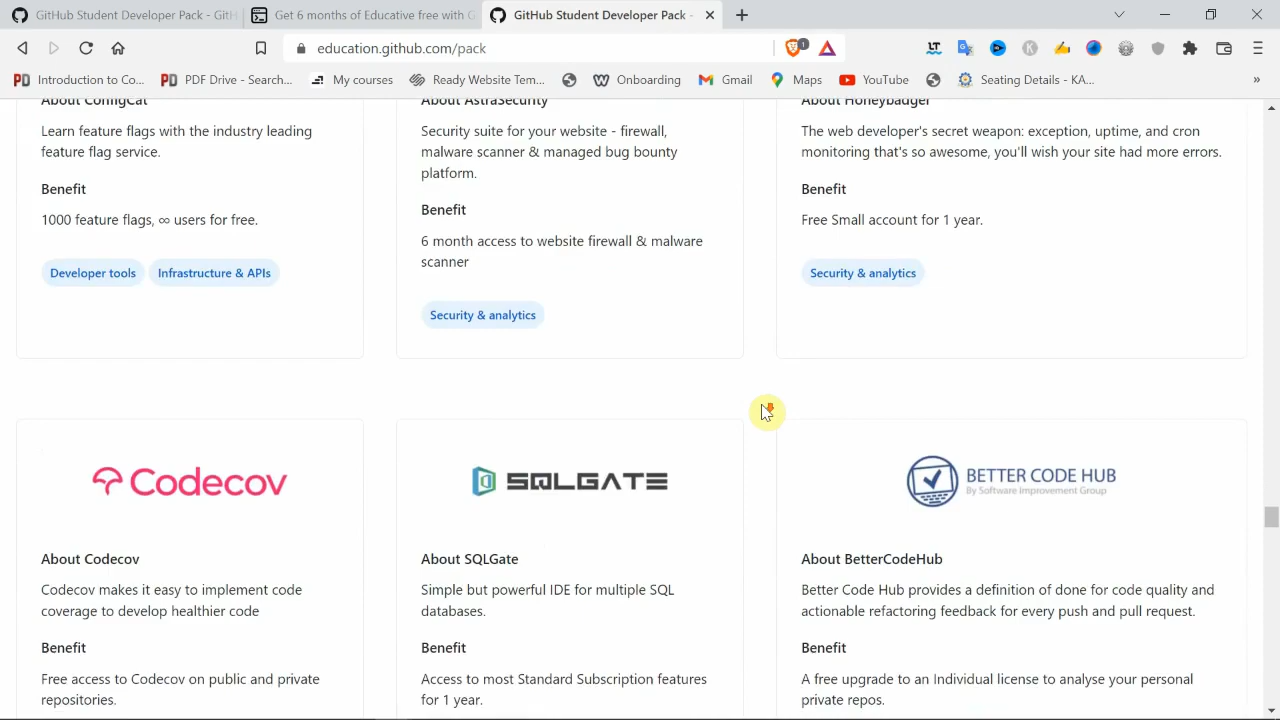 GitHub Student Developer Pack - GitH
Get 6 months of Educative free with G
GitHub Student Developer Pack -
education.github.com/pack
1
LT
K
PD Introduction to Co...
PD PDF Drive - Search...
My courses
Ready Website Tem...
Onboarding
Gmail
Maps
YouTube
Seating Details - KA...
»
About ConfigCat
Learn feature flags with the industry leading
feature flag service.
Benefit
1000 feature flags, ∞ users for free.
Developer tools
Infrastructure & APIs
About AstraSecurity
Security suite for your website - firewall,
malware scanner & managed bug bounty
platform.
Benefit
6 month access to website firewall & malware
scanner
Security & analytics
About Honeybadger
The web developer's secret weapon: exception, uptime, and cron
monitoring that's so awesome, you'll wish your site had more errors.
Benefit
Free Small account for 1 year.
Security & analytics
Codecov
About Codecov
Codecov makes it easy to implement code
coverage to develop healthier code
Benefit
Free access to Codecov on public and private
repositories.
SQLGATE
About SQLGate
Simple but powerful IDE for multiple SQL
databases.
Benefit
Access to most Standard Subscription features
for 1 year.
BETTER CODE HUB
By Software Improvement Group
About BetterCodeHub
Better Code Hub provides a definition of done for code quality and
actionable refactoring feedback for every push and pull request.
Benefit
A free upgrade to an Individual license to analyse your personal
private repos.